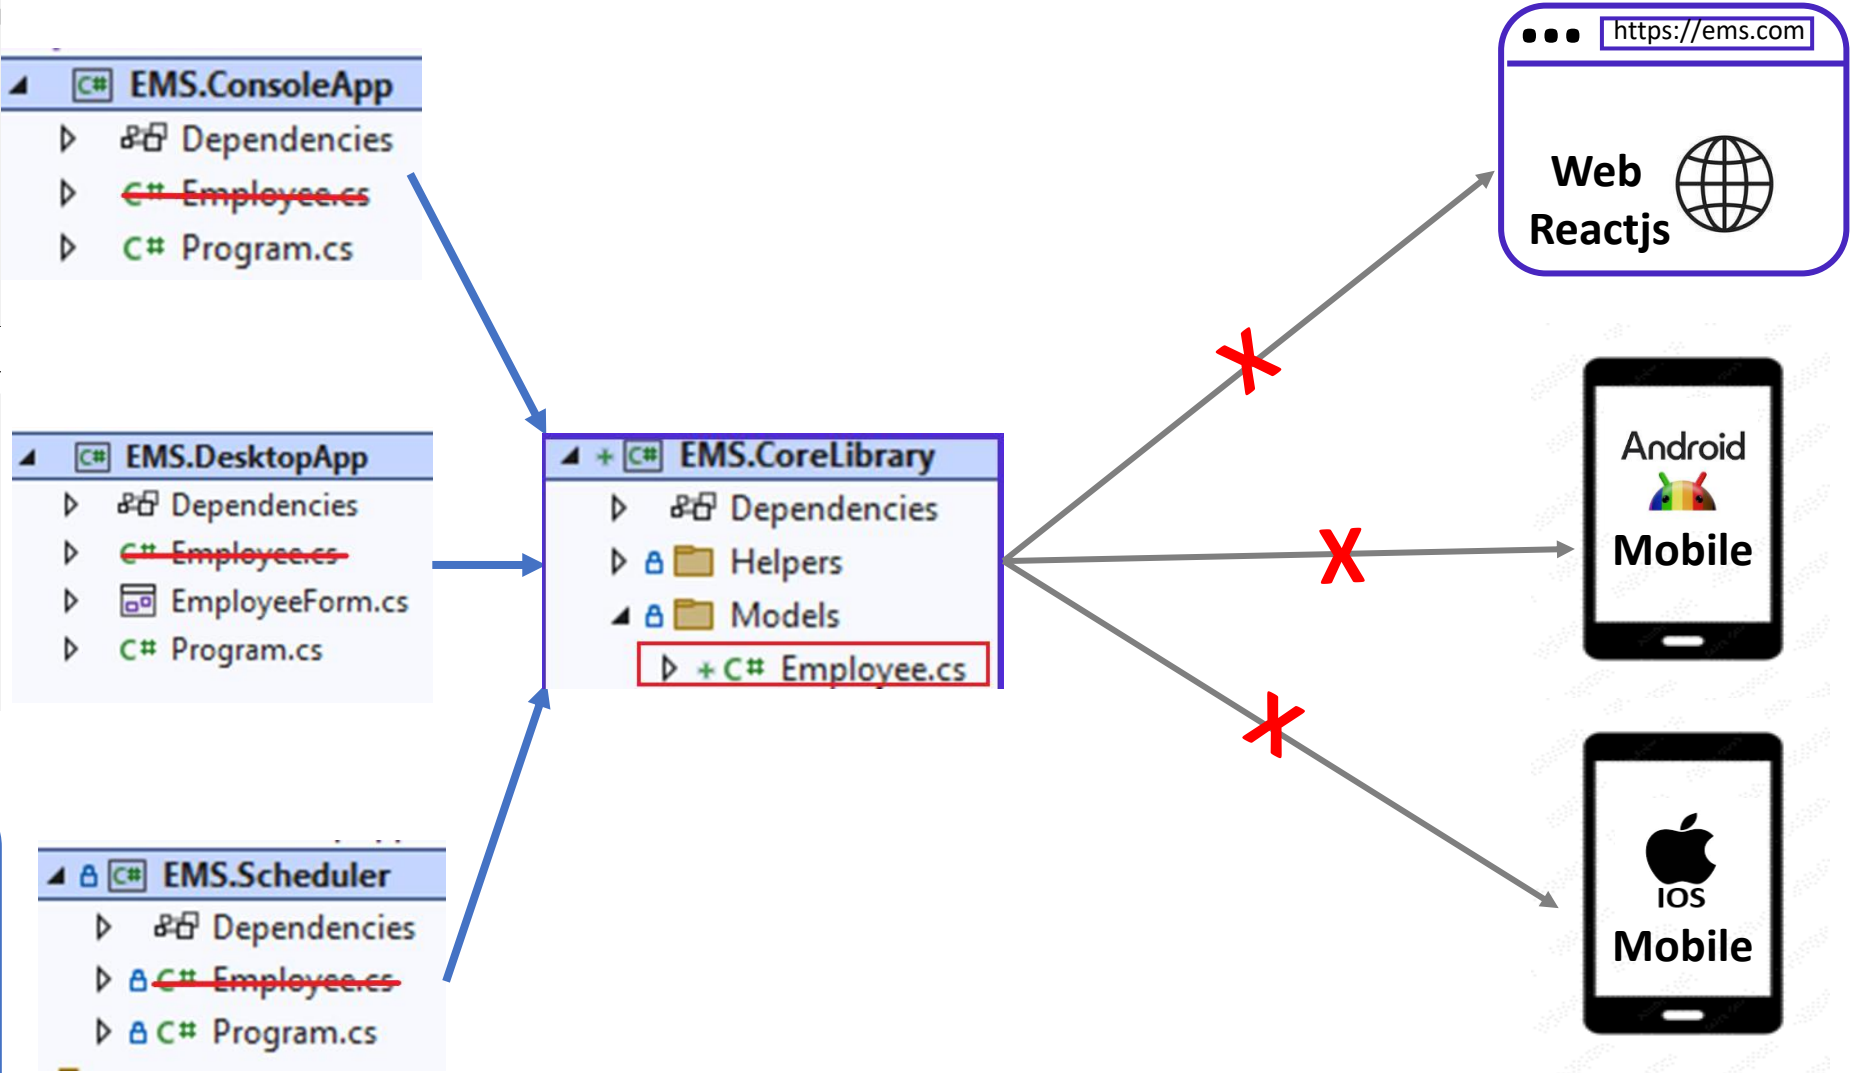 EMS.ConsoleApp
Dependencies
C# Employee.cs
C# Program.cs
EMS.DesktopApp
Dependencies
C# Employee.cs
EmployeeForm.cs
C# Program.cs
EMS.Scheduler
Dependencies
C# Employee.cs
C# Program.cs
+ C# EMS.CoreLibrary
Dependencies
Helpers
Models
+ C# Employee.cs
X
X
X
https://ems.com
Web
Reactjs
Android
Mobile
IOS
Mobile